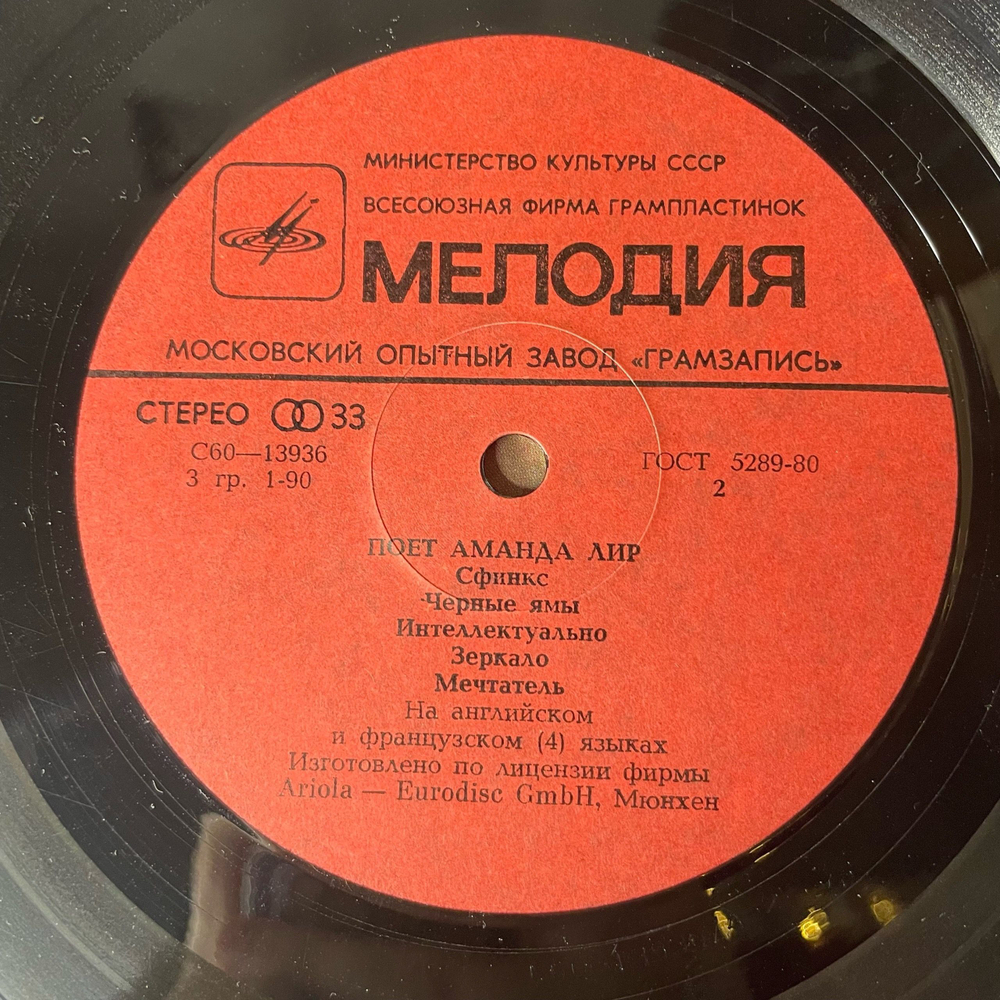 МИНИСТЕРСТВО КУЛЬТУРЫ СССР
ВСЕСОЮЗНАЯ ФИРМА ГРАМПЛАСТИНОК
МЕЛОДИЯ
МОСКОВСКИЙ ОПЫТНЫЙ ЗАВОД «ГРАМЗАПИСЬ»
СТЕРЕО 33
С60—13936
3 гр. 1-90
ГОСТ 5289-80
2
ПОЕТ АМАНДА ЛИР
Сфинкс
Черные ямы
Интеллектуально
Зеркало
Мечтатель
На английском
и французском (4) языках
Изготовлено по лицензии фирмы
Ariola — Eurodisc GmbH, Мюнхен